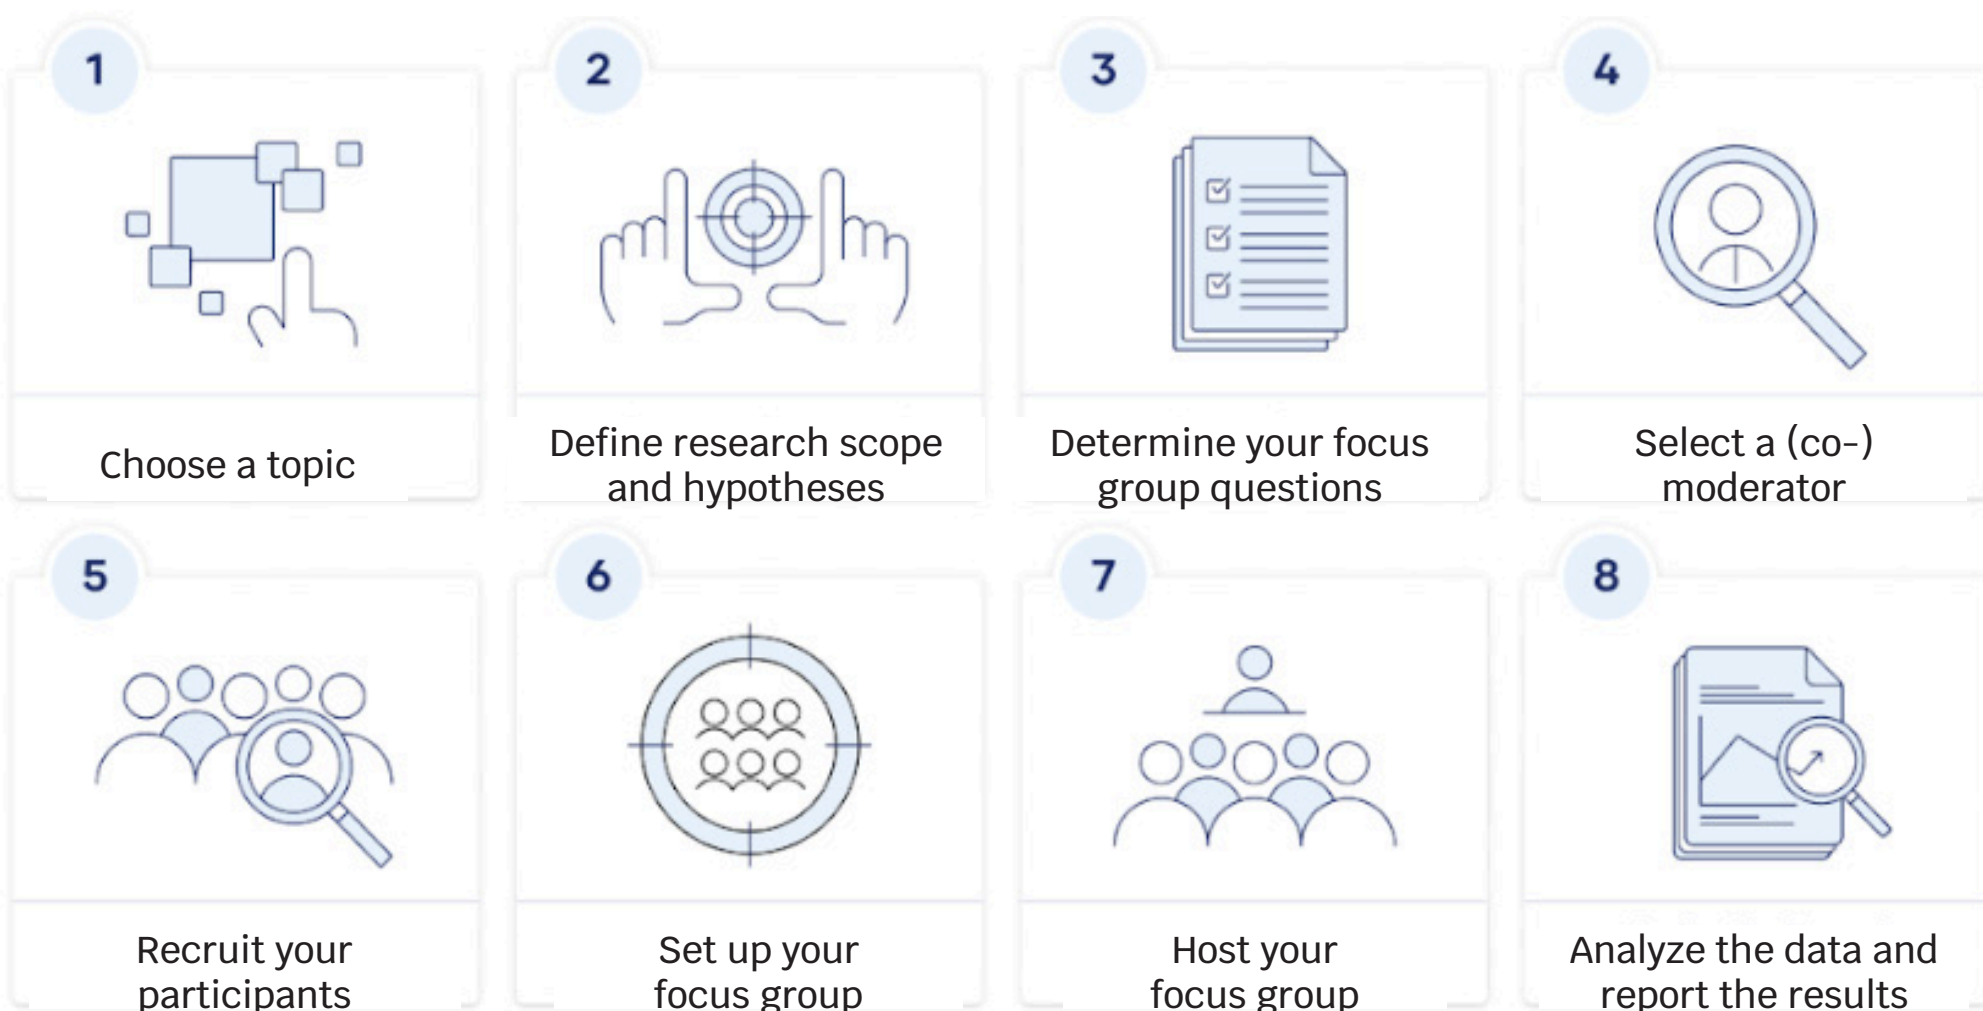 1
Choose a topic
2
Define research scope
and hypotheses
3
Determine your focus
group questions
4
Select a (co-)
moderator
5
Recruit your
participants
6
Set up your
focus group
7
Host your
focus group
8
Analyze the data and
report the results